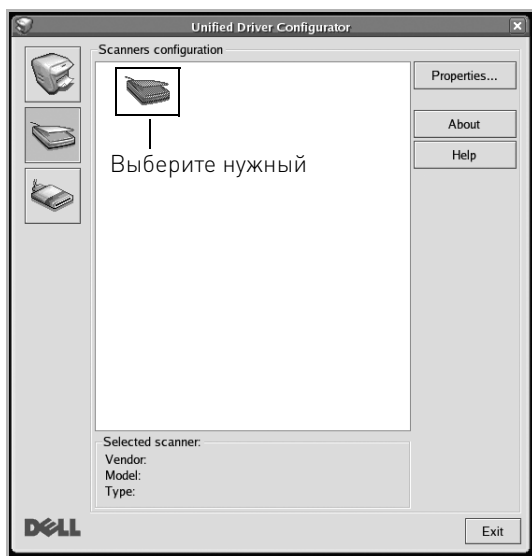 Unified Driver Configurator
Scanners configuration
Properties...
About
Help
Выберите нужный
Selected scanner:
Vendor:
Model:
Type:
DELL
Exit